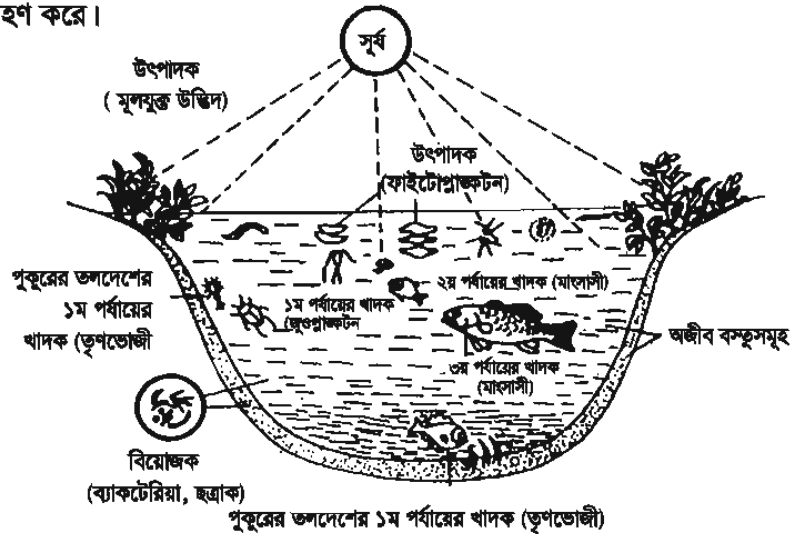 হণ করে।
সূর্য
উৎপাদক
( মূলযুক্ত উদ্ভিদ)
উৎপাদক
(ফাইটোপ্লাঙ্কটন)
পুকুরের তলদেশের
১ম পর্যায়ের
খাদক (তৃণভোজী
১ম পর্যায়ের খাদক
(জুওপ্লাঙ্কটন
২য় পর্যায়ের খাদক (মাংসাসী)
৩য় পর্যায়ের খাদক
(মাংসাসী)
অজীব বস্তুসমূহ
বিয়োজক
(ব্যাকটেরিয়া, ছত্রাক)
পুকুরের তলদেশের ১ম পর্যায়ের খাদক (তৃণভোজী)